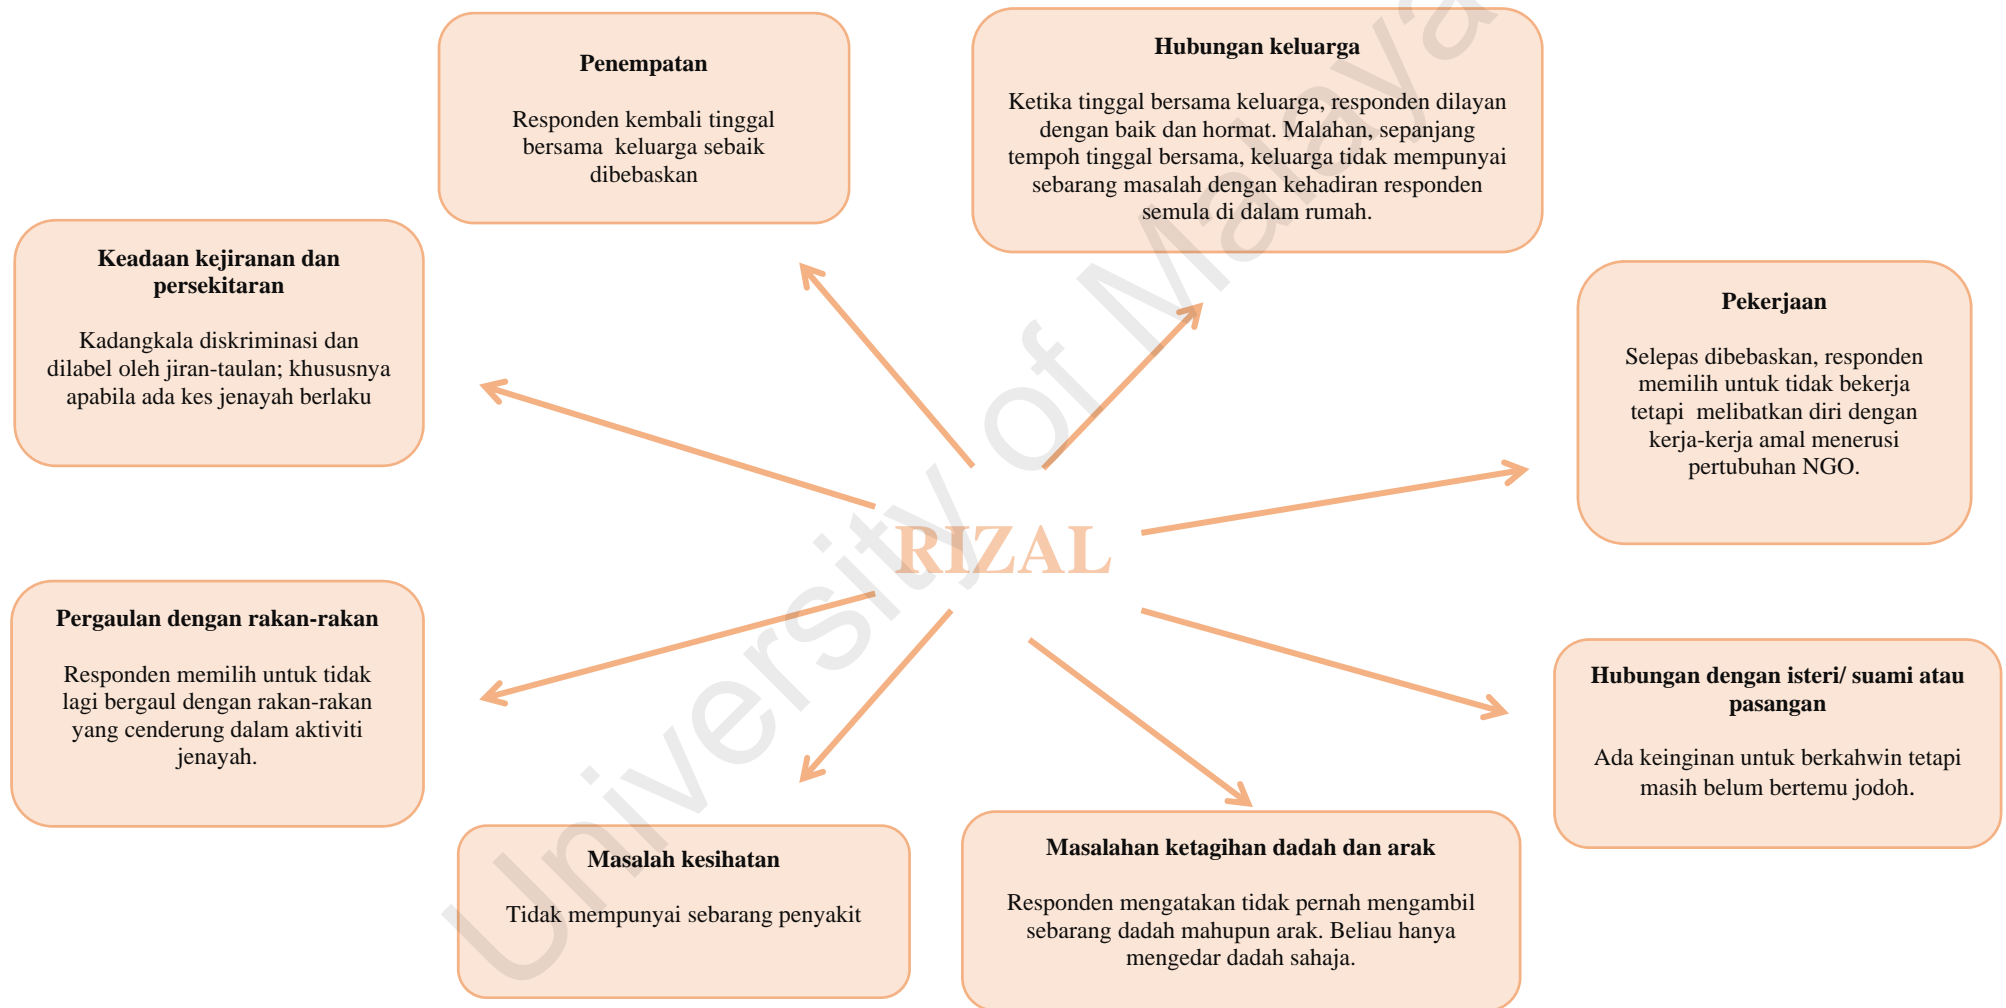 Penempatan
Responden kembali tinggal
bersama keluarga sebaik
dibebaskan
Hubungan keluarga
Ketika tinggal bersama keluarga, responden dilayan
dengan baik dan hormat. Malahan, sepanjang
tempoh tinggal bersama, keluarga tidak mempunyai
sebarang masalah dengan kehadiran responden
semula di dalam rumah.
Keadaan kejiranan dan
persekitaran
Kadangkala diskriminasi dan
dilabel oleh jiran-taulan; khususnya
apabila ada kes jenayah berlaku
Pekerjaan
Selepas dibebaskan, responden
memilih untuk tidak bekerja
tetapi melibatkan diri dengan
kerja-kerja amal menerusi
pertubuhan NGO.
RIZAL
Pergaulan dengan rakan-rakan
Responden memilih untuk tidak
lagi bergaul dengan rakan-rakan
yang cenderung dalam aktiviti
jenayah.
Hubungan dengan isteri/ suami atau
pasangan
Ada keinginan untuk berkahwin tetapi
masih belum bertemu jodoh.
Masalah kesihatan
Tidak mempunyai sebarang penyakit
Masalahan ketagihan dadah dan arak
Responden mengatakan tidak pernah mengambil
sebarang dadah mahupun arak. Beliau hanya
mengedar dadah sahaja.
University of Malaya